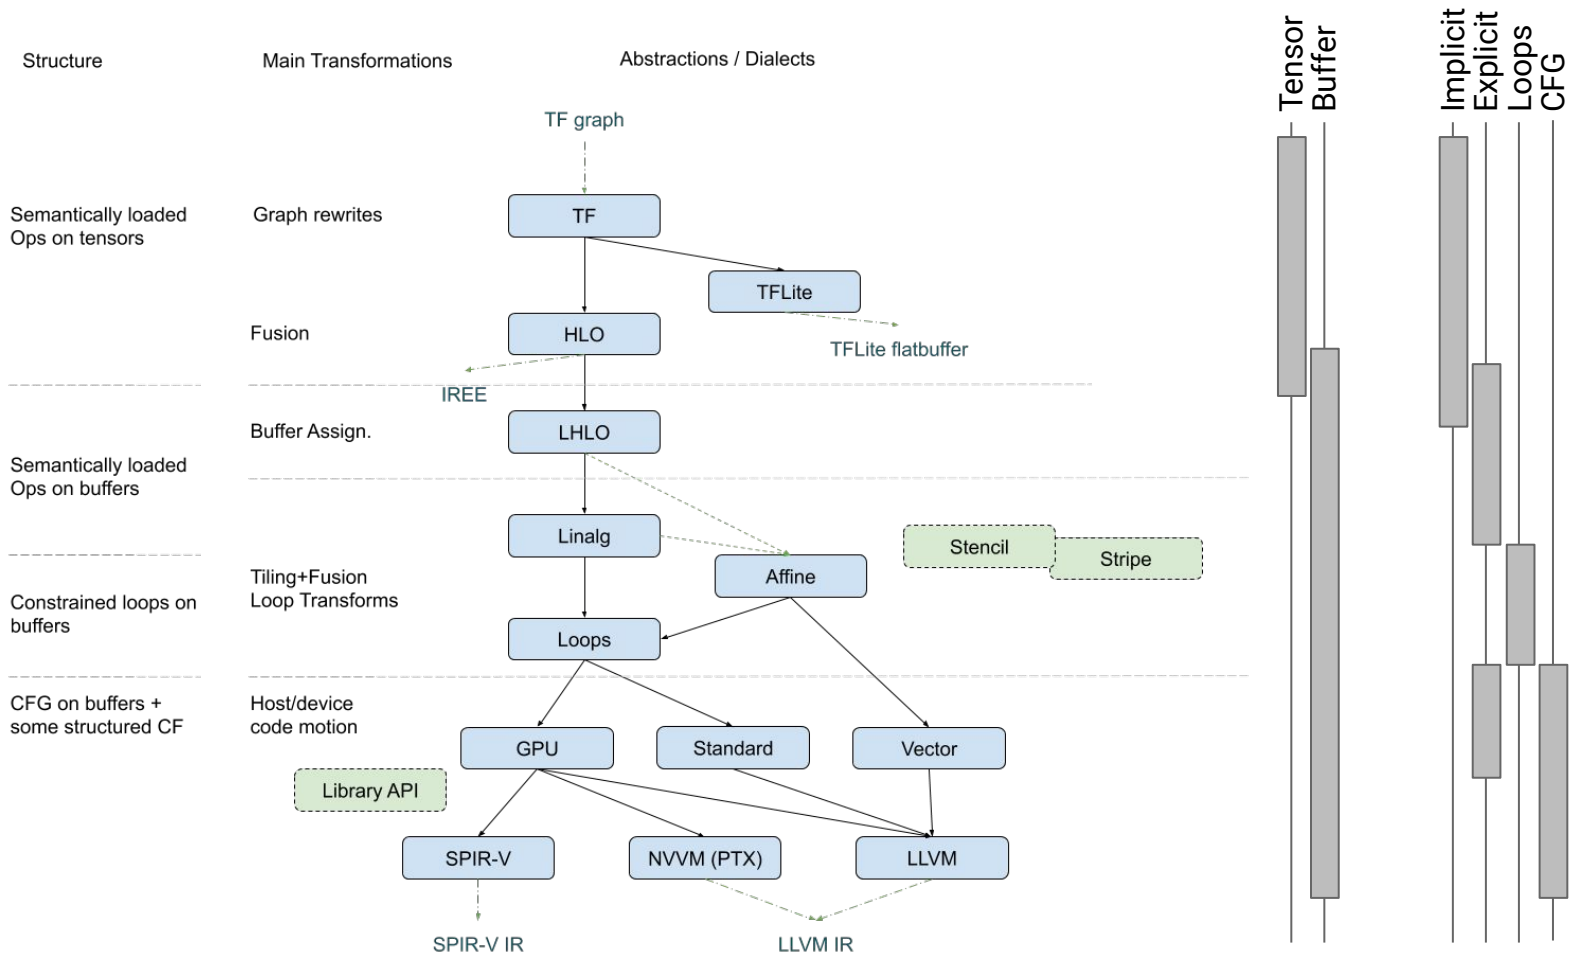 Structure
Main Transformations
Abstractions / Dialects
Tensor
Buffer
Implicit
Explicit
Loops
CFG
TF graph
Semantically loaded
Ops on tensors
Graph rewrites
TF
TFLite
Fusion
HLO
TFLite flatbuffer
IREE
Buffer Assign.
LHLO
Semantically loaded
Ops on buffers
Linalg
Stencil
Stripe
Tiling+Fusion
Loop Transforms
Affine
Constrained loops on
buffers
Loops
CFG on buffers +
some structured CF
Host/device
code motion
GPU
Standard
Vector
Library API
SPIR-V
NVVM (PTX)
LLVM
SPIR-V IR
LLVM IR